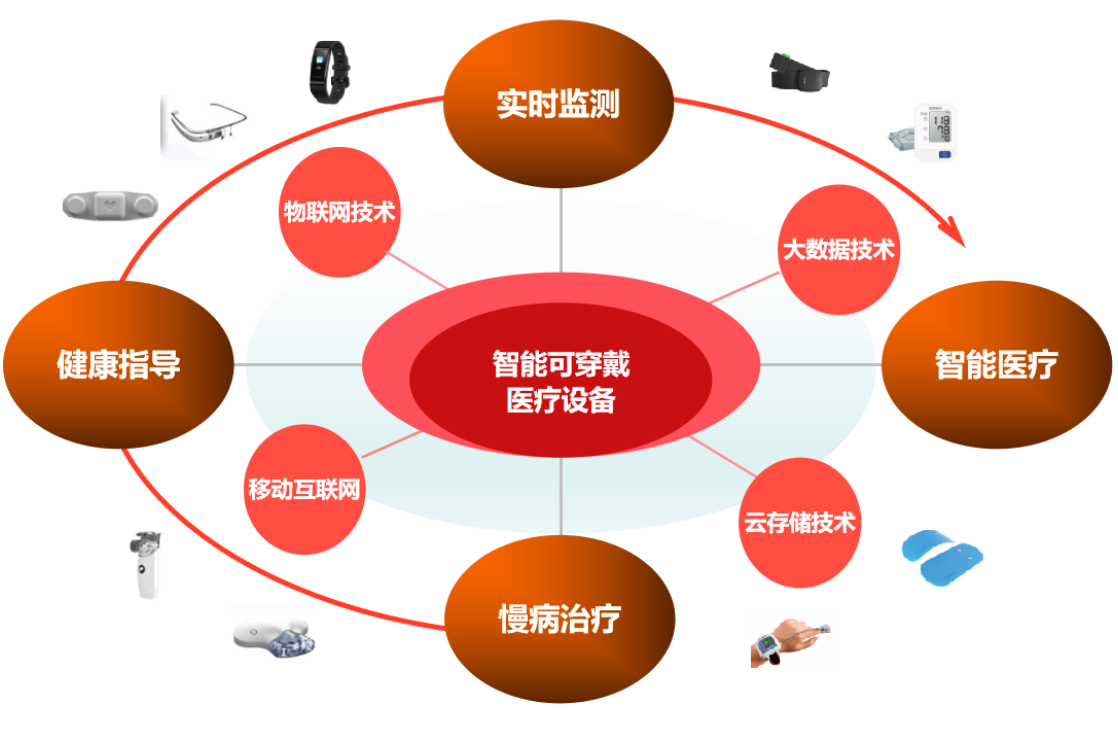 实时监测
物联网技术
大数据技术
健康指导
智能可穿戴
医疗设备
智能医疗
移动互联网
云存储技术
慢病治疗